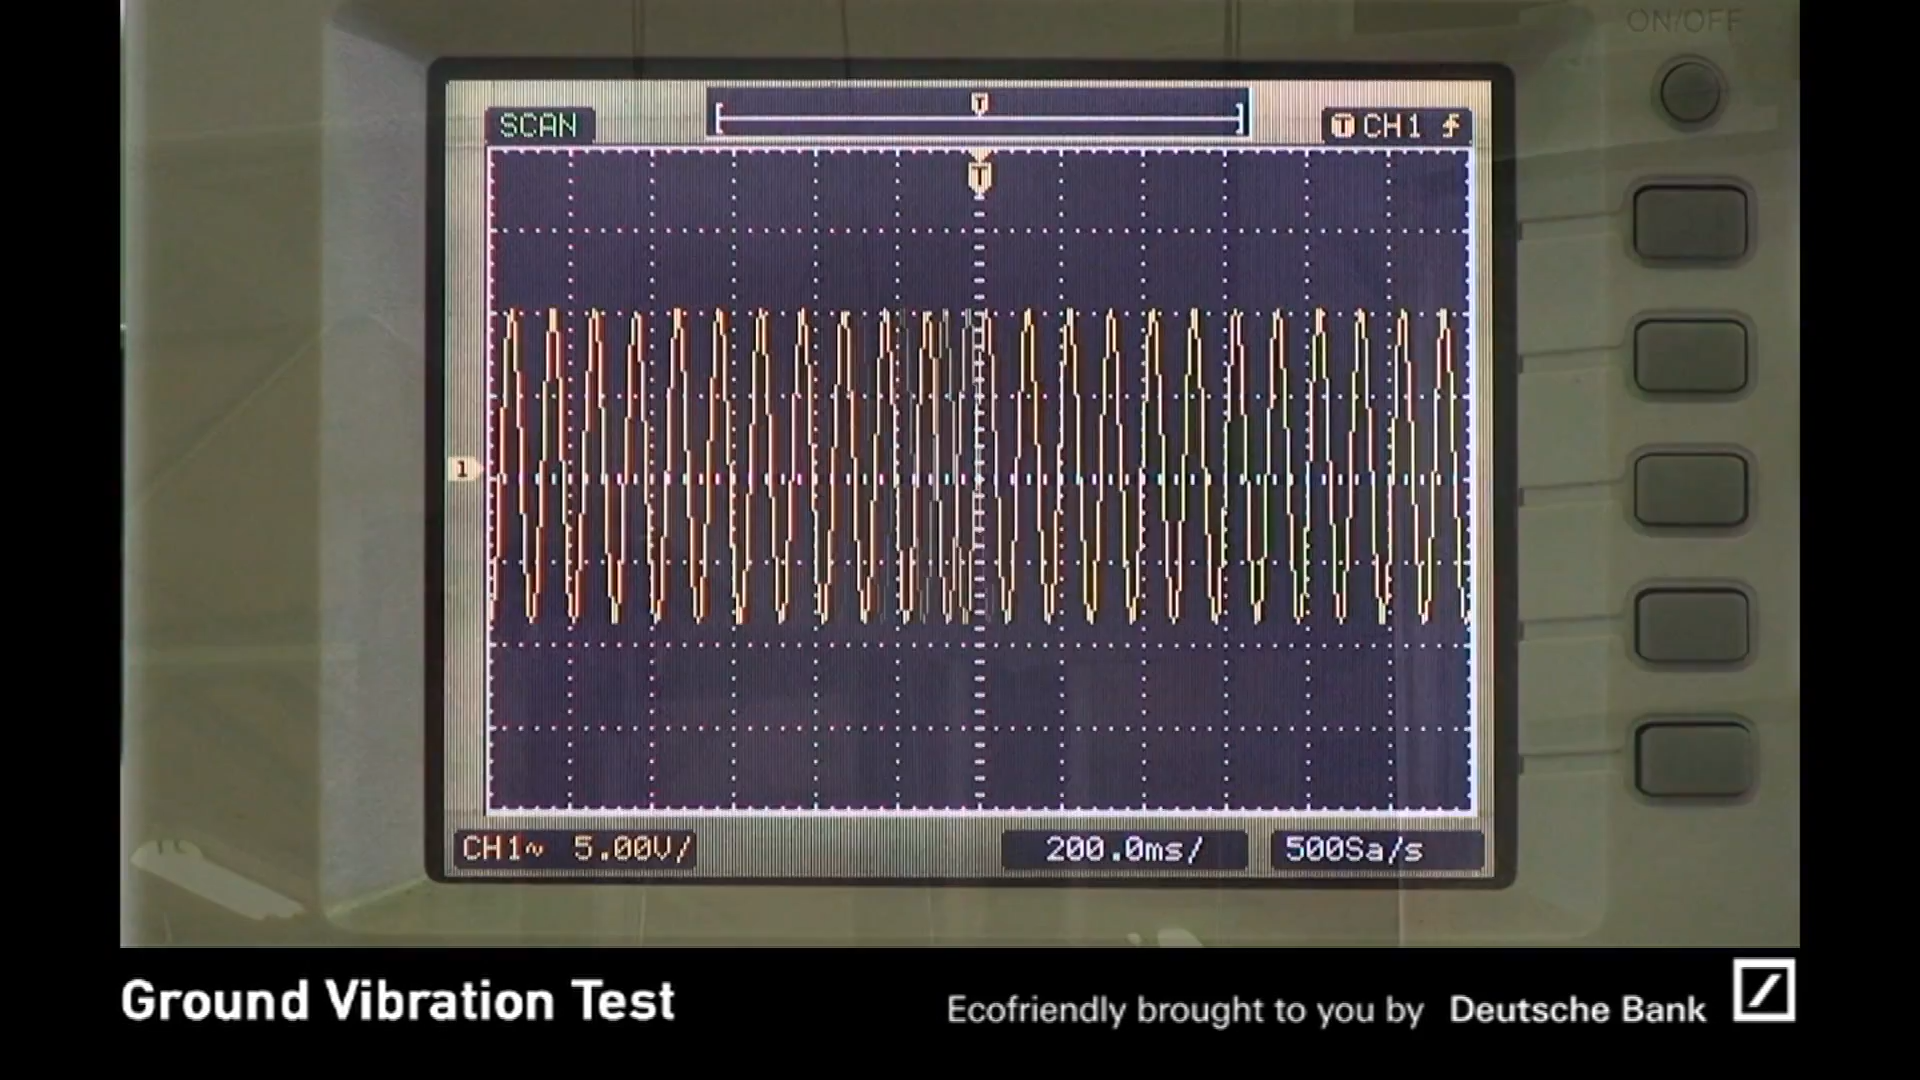 ON/OFF
T
SCAN
T CH1
T
1
CH1~ 5.00V/
200.0ms/
500Sa/s
Ground Vibration Test
Ecofriendly brought to you by Deutsche Bank